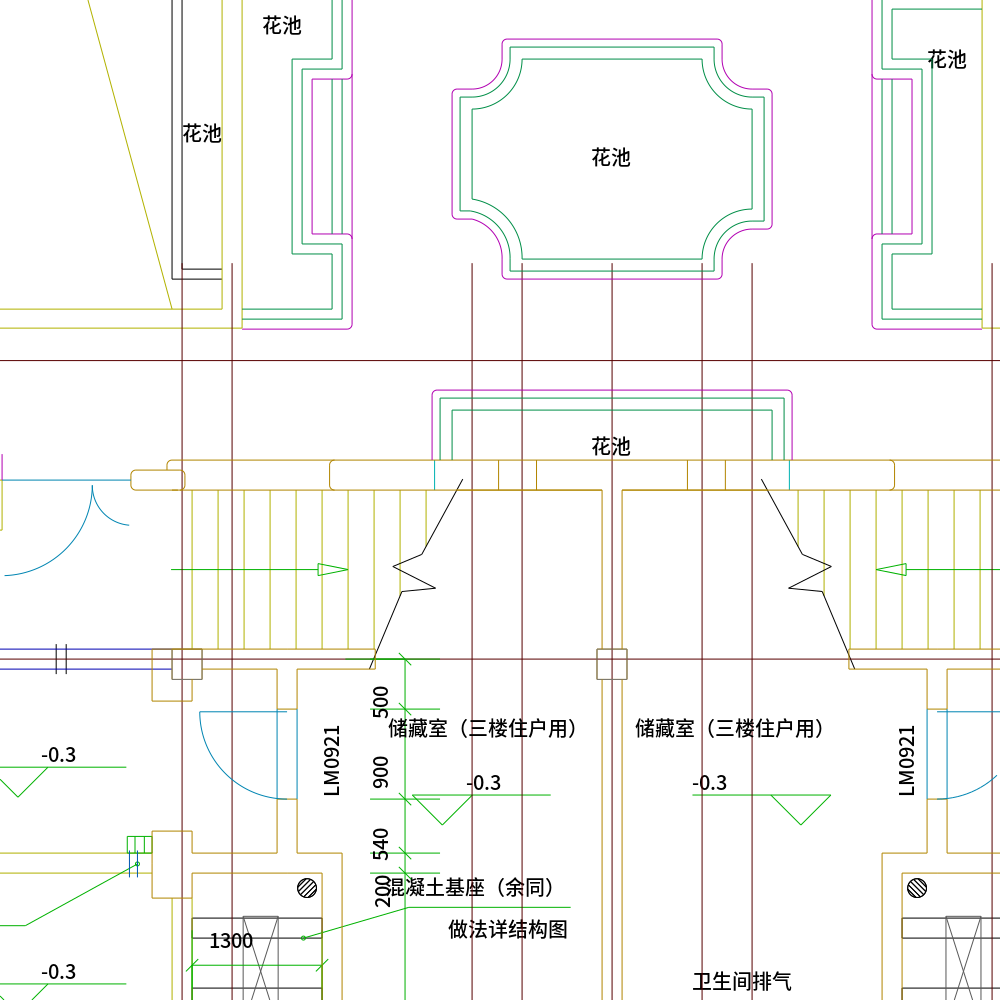 花池
花池
花池
花池
花池
500
储藏室（三楼住户用）
储藏室（三楼住户用）
LM0921
LM0921
-0.3
900
-0.3
-0.3
540
200
混凝土基座（余同）
做法详结构图
1300
-0.3
卫生间排气